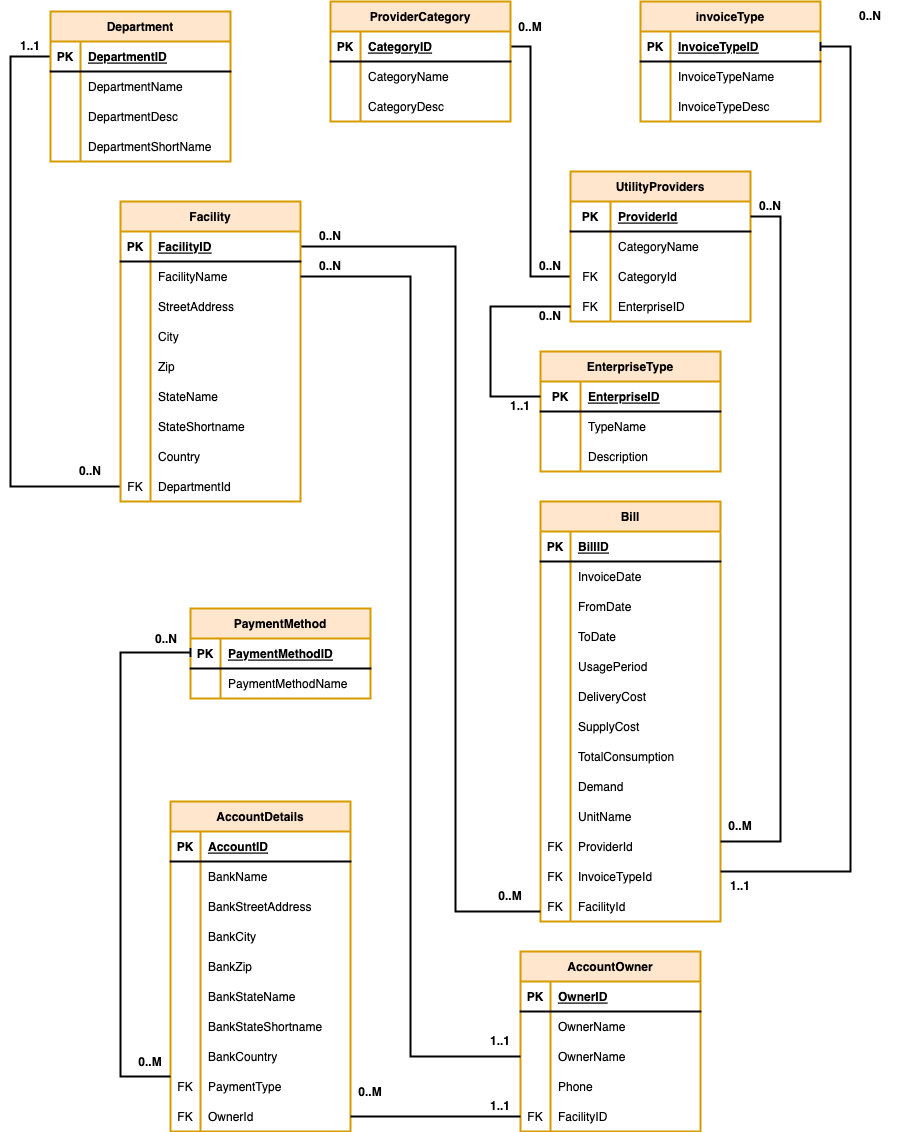 Department
1..1
PK DepartmentID
DepartmentName
DepartmentDesc
DepartmentShortName
ProviderCategory
0..M
PK CategoryID
CategoryName
CategoryDesc
invoiceType
0..N
PK InvoiceTypeID
InvoiceTypeName
InvoiceTypeDesc
UtilityProviders
0..N
PK ProviderId
CategoryName
0..N
FK CategoryId
FK EnterpriseID
0..N
Facility
0..N
PK FacilityID
0..N
FacilityName
StreetAddress
City
Zip
StateName
StateShortname
Country
0..N
FK DepartmentId
EnterpriseType
PK EnterpriseID
1..1
TypeName
Description
Bill
PK BillID
InvoiceDate
FromDate
ToDate
UsagePeriod
DeliveryCost
SupplyCost
TotalConsumption
Demand
UnitName
0..M
FK ProviderId
FK InvoiceTypeId
1..1
0..M
FK FacilityId
PaymentMethod
0..N
PK PaymentMethodID
PaymentMethodName
AccountDetails
PK AccountID
BankName
BankStreetAddress
BankCity
BankZip
BankStateName
BankStateShortname
BankCountry
0..M
FK PaymentType
0..M
FK OwnerId
AccountOwner
PK OwnerID
OwnerName
1..1
OwnerName
Phone
1..1
FK FacilityID